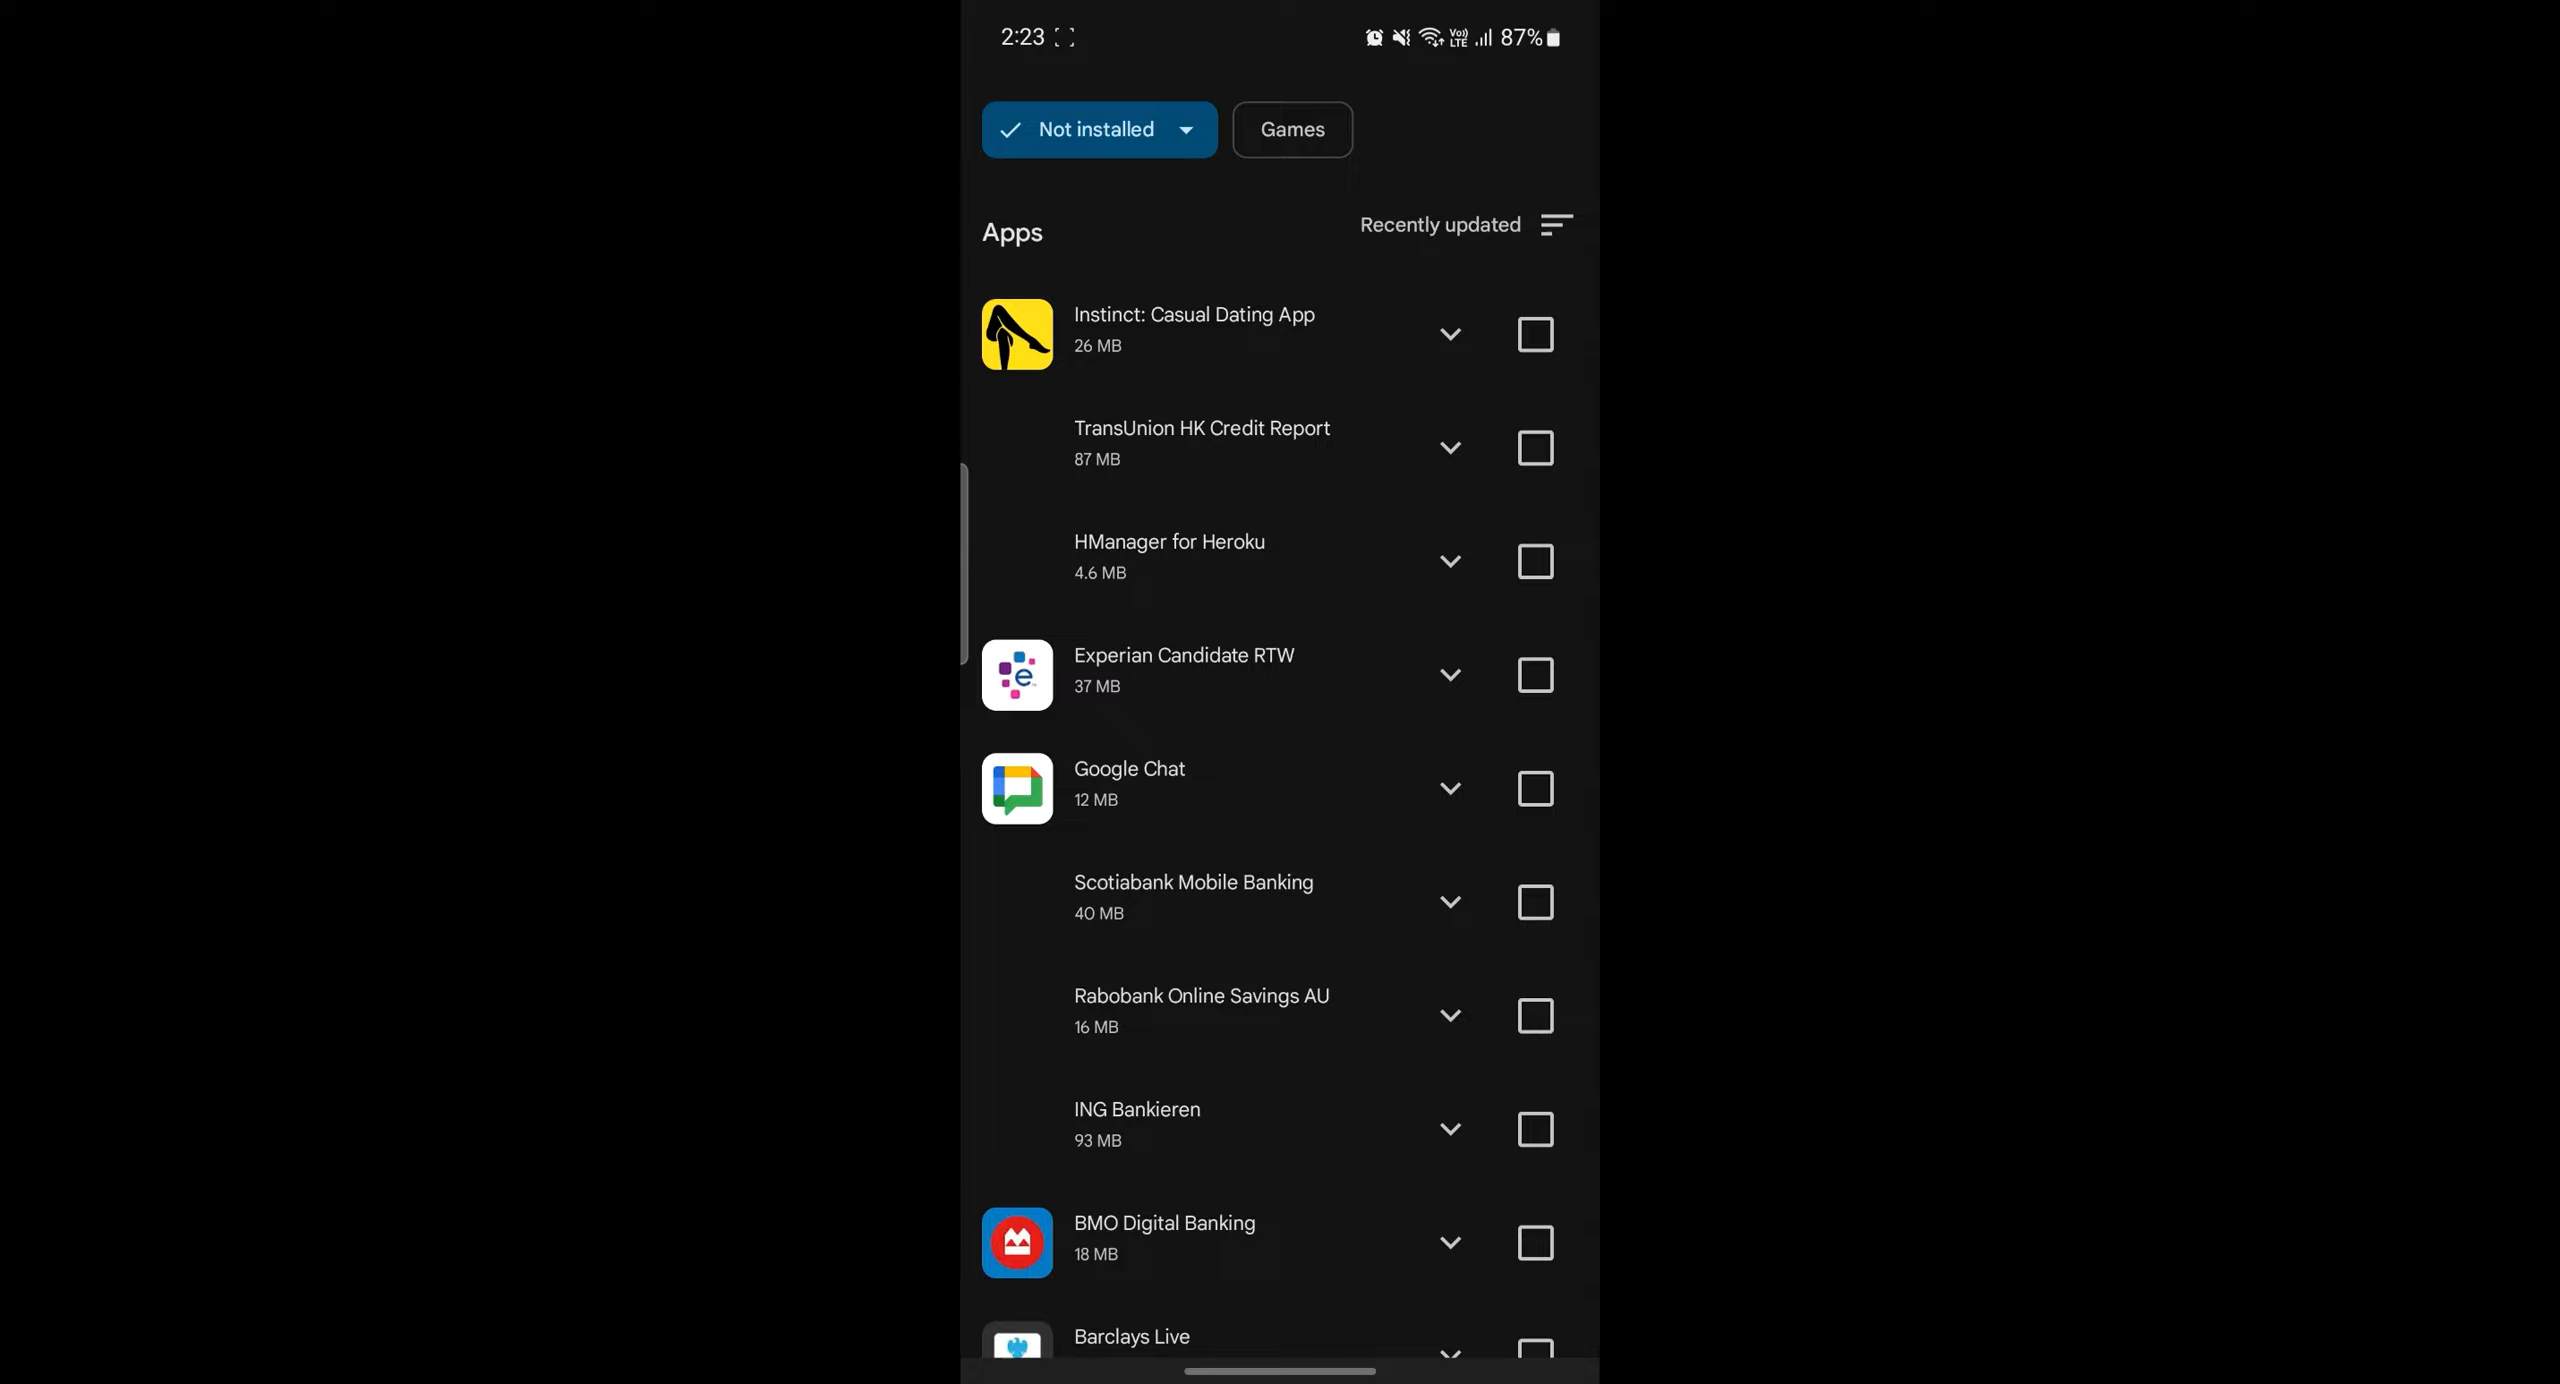 2:23
Vo)) LTE 87%
Not installed
Games
Apps
Recently updated
Instinct: Casual Dating App
26 MB
TransUnion HK Credit Report
87 MB
HManager for Heroku
4.6 MB
Experian Candidate RTW
37 MB
Google Chat
12 MB
Scotiabank Mobile Banking
40 MB
Rabobank Online Savings AU
16 MB
ING Bankieren
93 MB
BMO Digital Banking
18 MB
Barclays Live